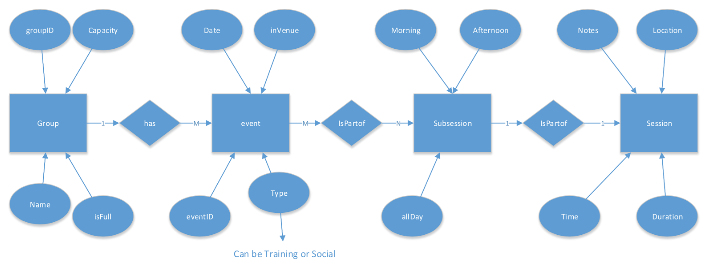 groupID
Capacity
Date
inVenue
Morning
Afternoon
Notes
Location
Group
1
has
M
event
M
IsPartof
N
Subsession
1
IsPartof
1
Session
Name
isFull
eventID
Type
allDay
Time
Duration
Can be Training or Social